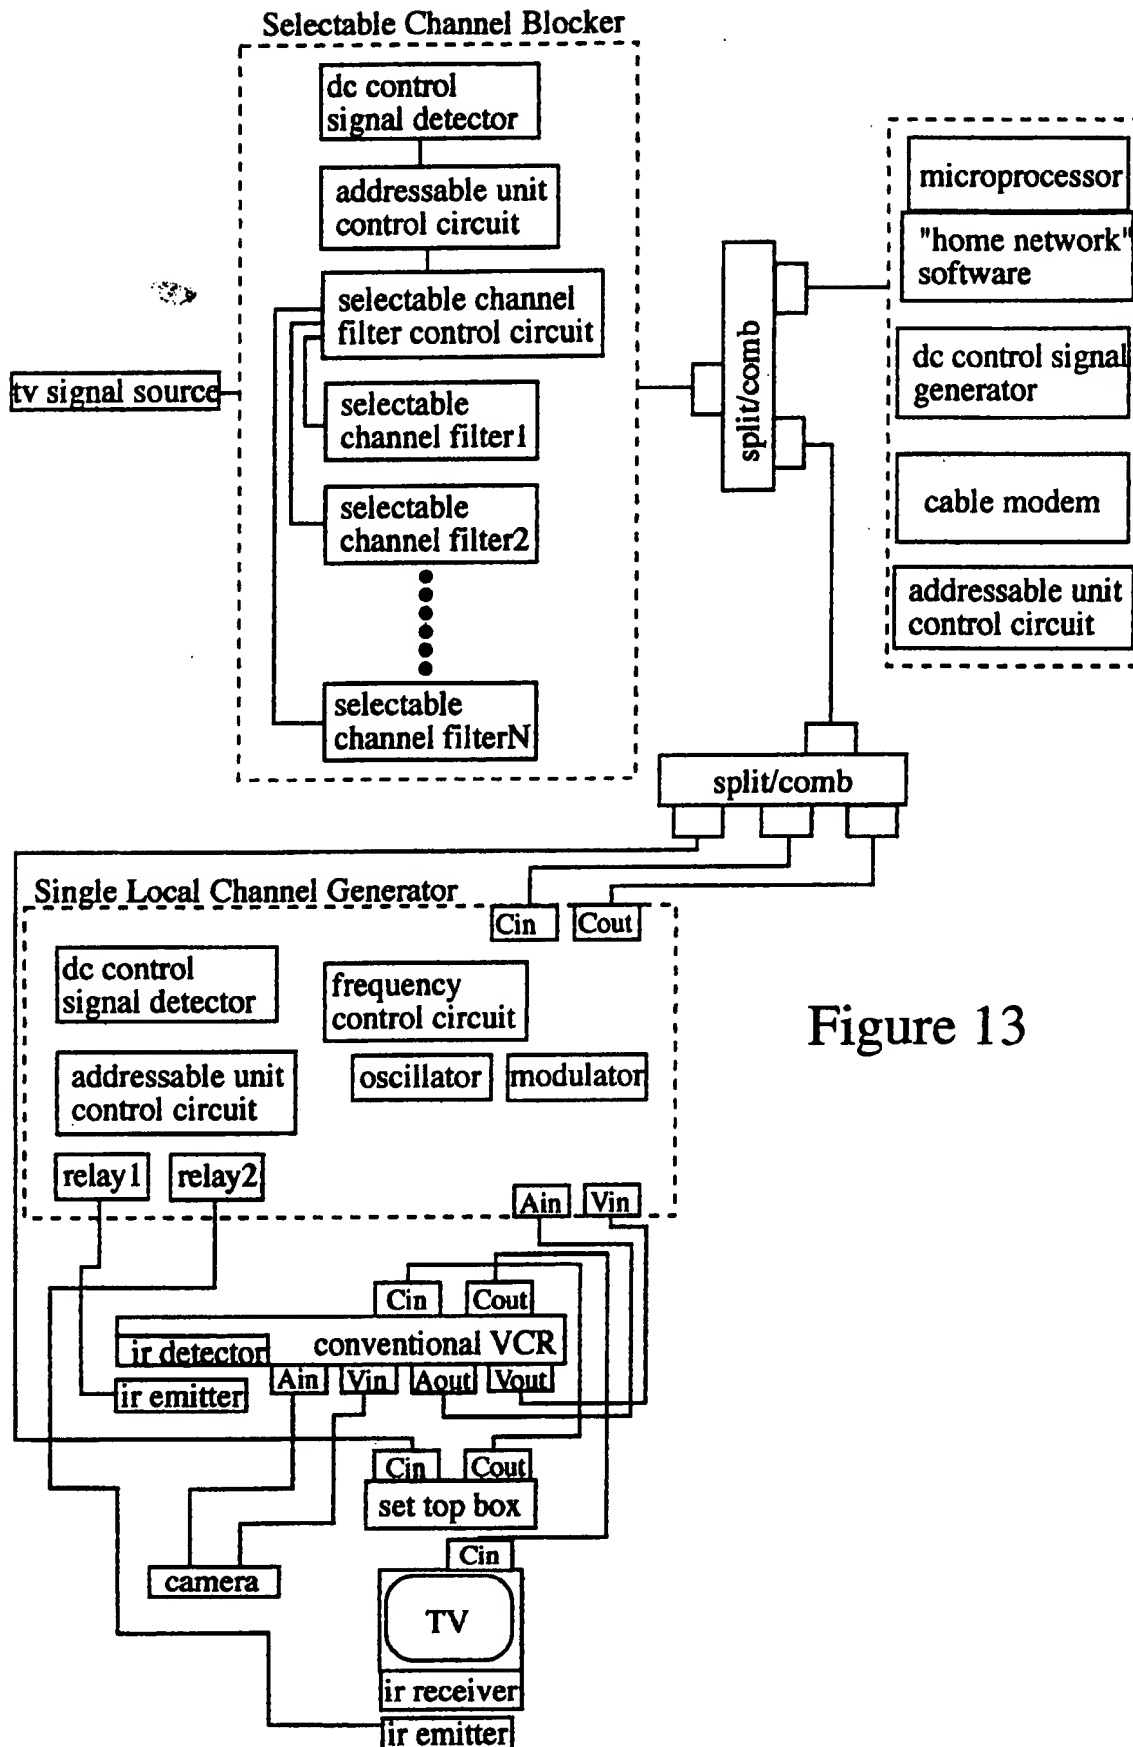 Selectable Channel Blocker
dc control
signal detector
addressable unit
control circuit
selectable channel
filter control circuit
selectable
channel filter1
selectable
channel filter2
selectable
channel filterN
tv signal source
split/comb
microprocessor
"home network"
software
dc control signal
generator
cable modem
addressable unit
control circuit
split/comb
Single Local Channel Generator
Cin
Cout
dc control
signal detector
frequency
control circuit
addressable unit
control circuit
oscillator
modulator
relay1
relay2
Ain
Vin
Figure 13
Cin
Cout
conventional VCR
ir detector
Ain
Vin
Aout
Vout
ir emitter
Cin
Cout
set top box
camera
Cin
TV
ir receiver
ir emitter